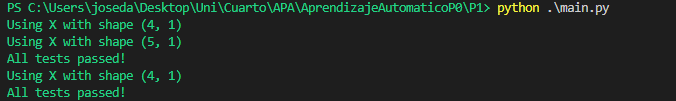 PS C:\Users\joseda\Desktop\Uni\Cuarto\APA\AprendizajeAutomaticoP0\P1> python .\main.py
Using X with shape (4, 1)
Using X with shape (5, 1)
All tests passed!
Using X with shape (4, 1)
All tests passed!